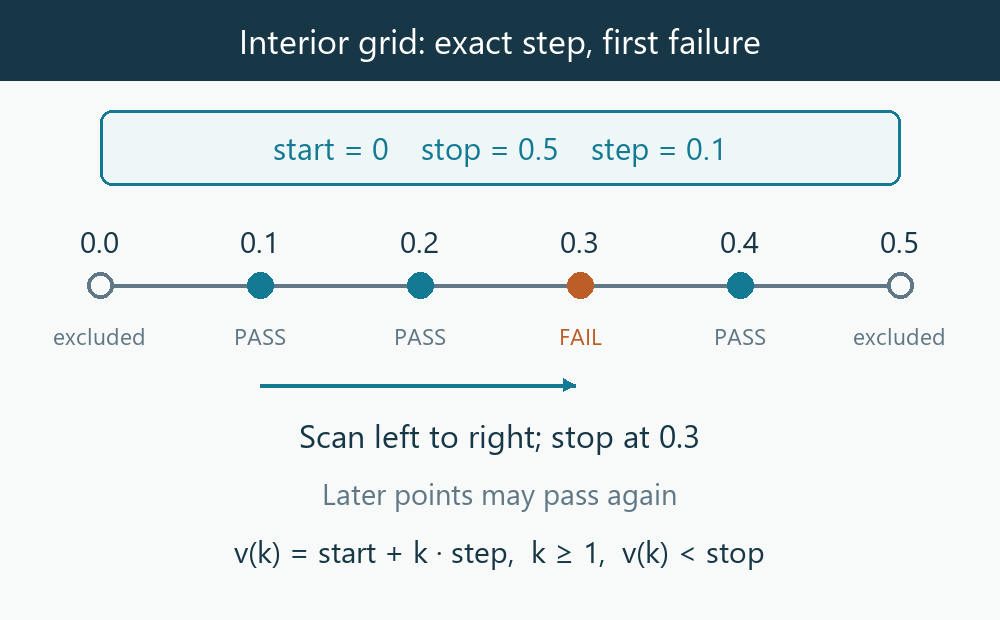 Interior grid: exact step, first failure
start = 0 stop = 0.5 step = 0.1
0.0 0.1 0.2 0.3 0.4 0.5
excluded PASS PASS FAIL PASS excluded
Scan left to right; stop at 0.3
Later points may pass again
v(k) = start + k · step, k ≥ 1, v(k) < stop